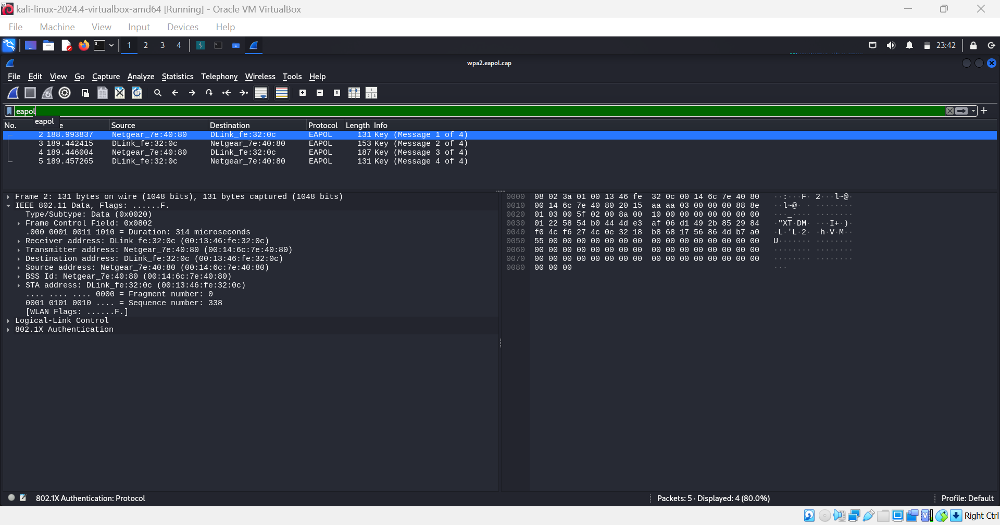 kali-linux-2024.4-virtualbox-amd64 [Running] - Oracle VM VirtualBox
File Machine View Input Devices Help
1 2 3 4 23:42
wpa2.eapol.cap
File Edit View Go Capture Analyze Statistics Telephony Wireless Tools Help
eapol
eapol
No. e Source Destination Protocol Length Info
2 188.993837 Netgear_7e:40:80 DLink_fe:32:0c EAPOL 131 Key (Message 1 of 4)
3 189.442415 DLink_fe:32:0c Netgear_7e:40:80 EAPOL 153 Key (Message 2 of 4)
4 189.446004 Netgear_7e:40:80 DLink_fe:32:0c EAPOL 187 Key (Message 3 of 4)
5 189.457265 DLink_fe:32:0c Netgear_7e:40:80 EAPOL 131 Key (Message 4 of 4)
Frame 2: 131 bytes on wire (1048 bits), 131 bytes captured (1048 bits)
IEEE 802.11 Data, Flags: ......F.
Type/Subtype: Data (0x0020)
Frame Control Field: 0x0802
.000 0001 0011 1010 = Duration: 314 microseconds
Receiver address: DLink_fe:32:0c (00:13:46:fe:32:0c)
Transmitter address: Netgear_7e:40:80 (00:14:6c:7e:40:80)
Destination address: DLink_fe:32:0c (00:13:46:fe:32:0c)
Source address: Netgear_7e:40:80 (00:14:6c:7e:40:80)
BSS Id: Netgear_7e:40:80 (00:14:6c:7e:40:80)
STA address: DLink_fe:32:0c (00:13:46:fe:32:0c)
.... .... .... 0000 = Fragment number: 0
0001 0101 0010 .... = Sequence number: 338
[WLAN Flags: ......F.]
Logical-Link Control
802.1X Authentication
0000 08 02 3a 01 00 13 46 fe 32 0c 00 14 6c 7e 40 80 ··:···F· 2···l~@·
0010 00 14 6c 7e 40 80 20 15 aa aa 03 00 00 00 88 8e ··l~@· · ········
0020 01 03 00 5f 02 00 8a 00 10 00 00 00 00 00 00 00 ···_···· ········
0030 01 22 58 54 b0 44 4d e3 af 06 d1 49 2b 85 29 84 ·"XT·DM· ···I+·)·
0040 f0 4c f6 27 4c 0e 32 18 b8 68 17 56 86 4d b7 a0 ·L·'L·2· ·h·V·M··
0050 55 00 00 00 00 00 00 00 00 00 00 00 00 00 00 00 U······· ········
0060 00 00 00 00 00 00 00 00 00 00 00 00 00 00 00 00 ········ ········
0070 00 00 00 00 00 00 00 00 00 00 00 00 00 00 00 00 ········ ········
0080 00 00 00 ···
802.1X Authentication: Protocol Packets: 5 · Displayed: 4 (80.0%) Profile: Default
Right Ctrl